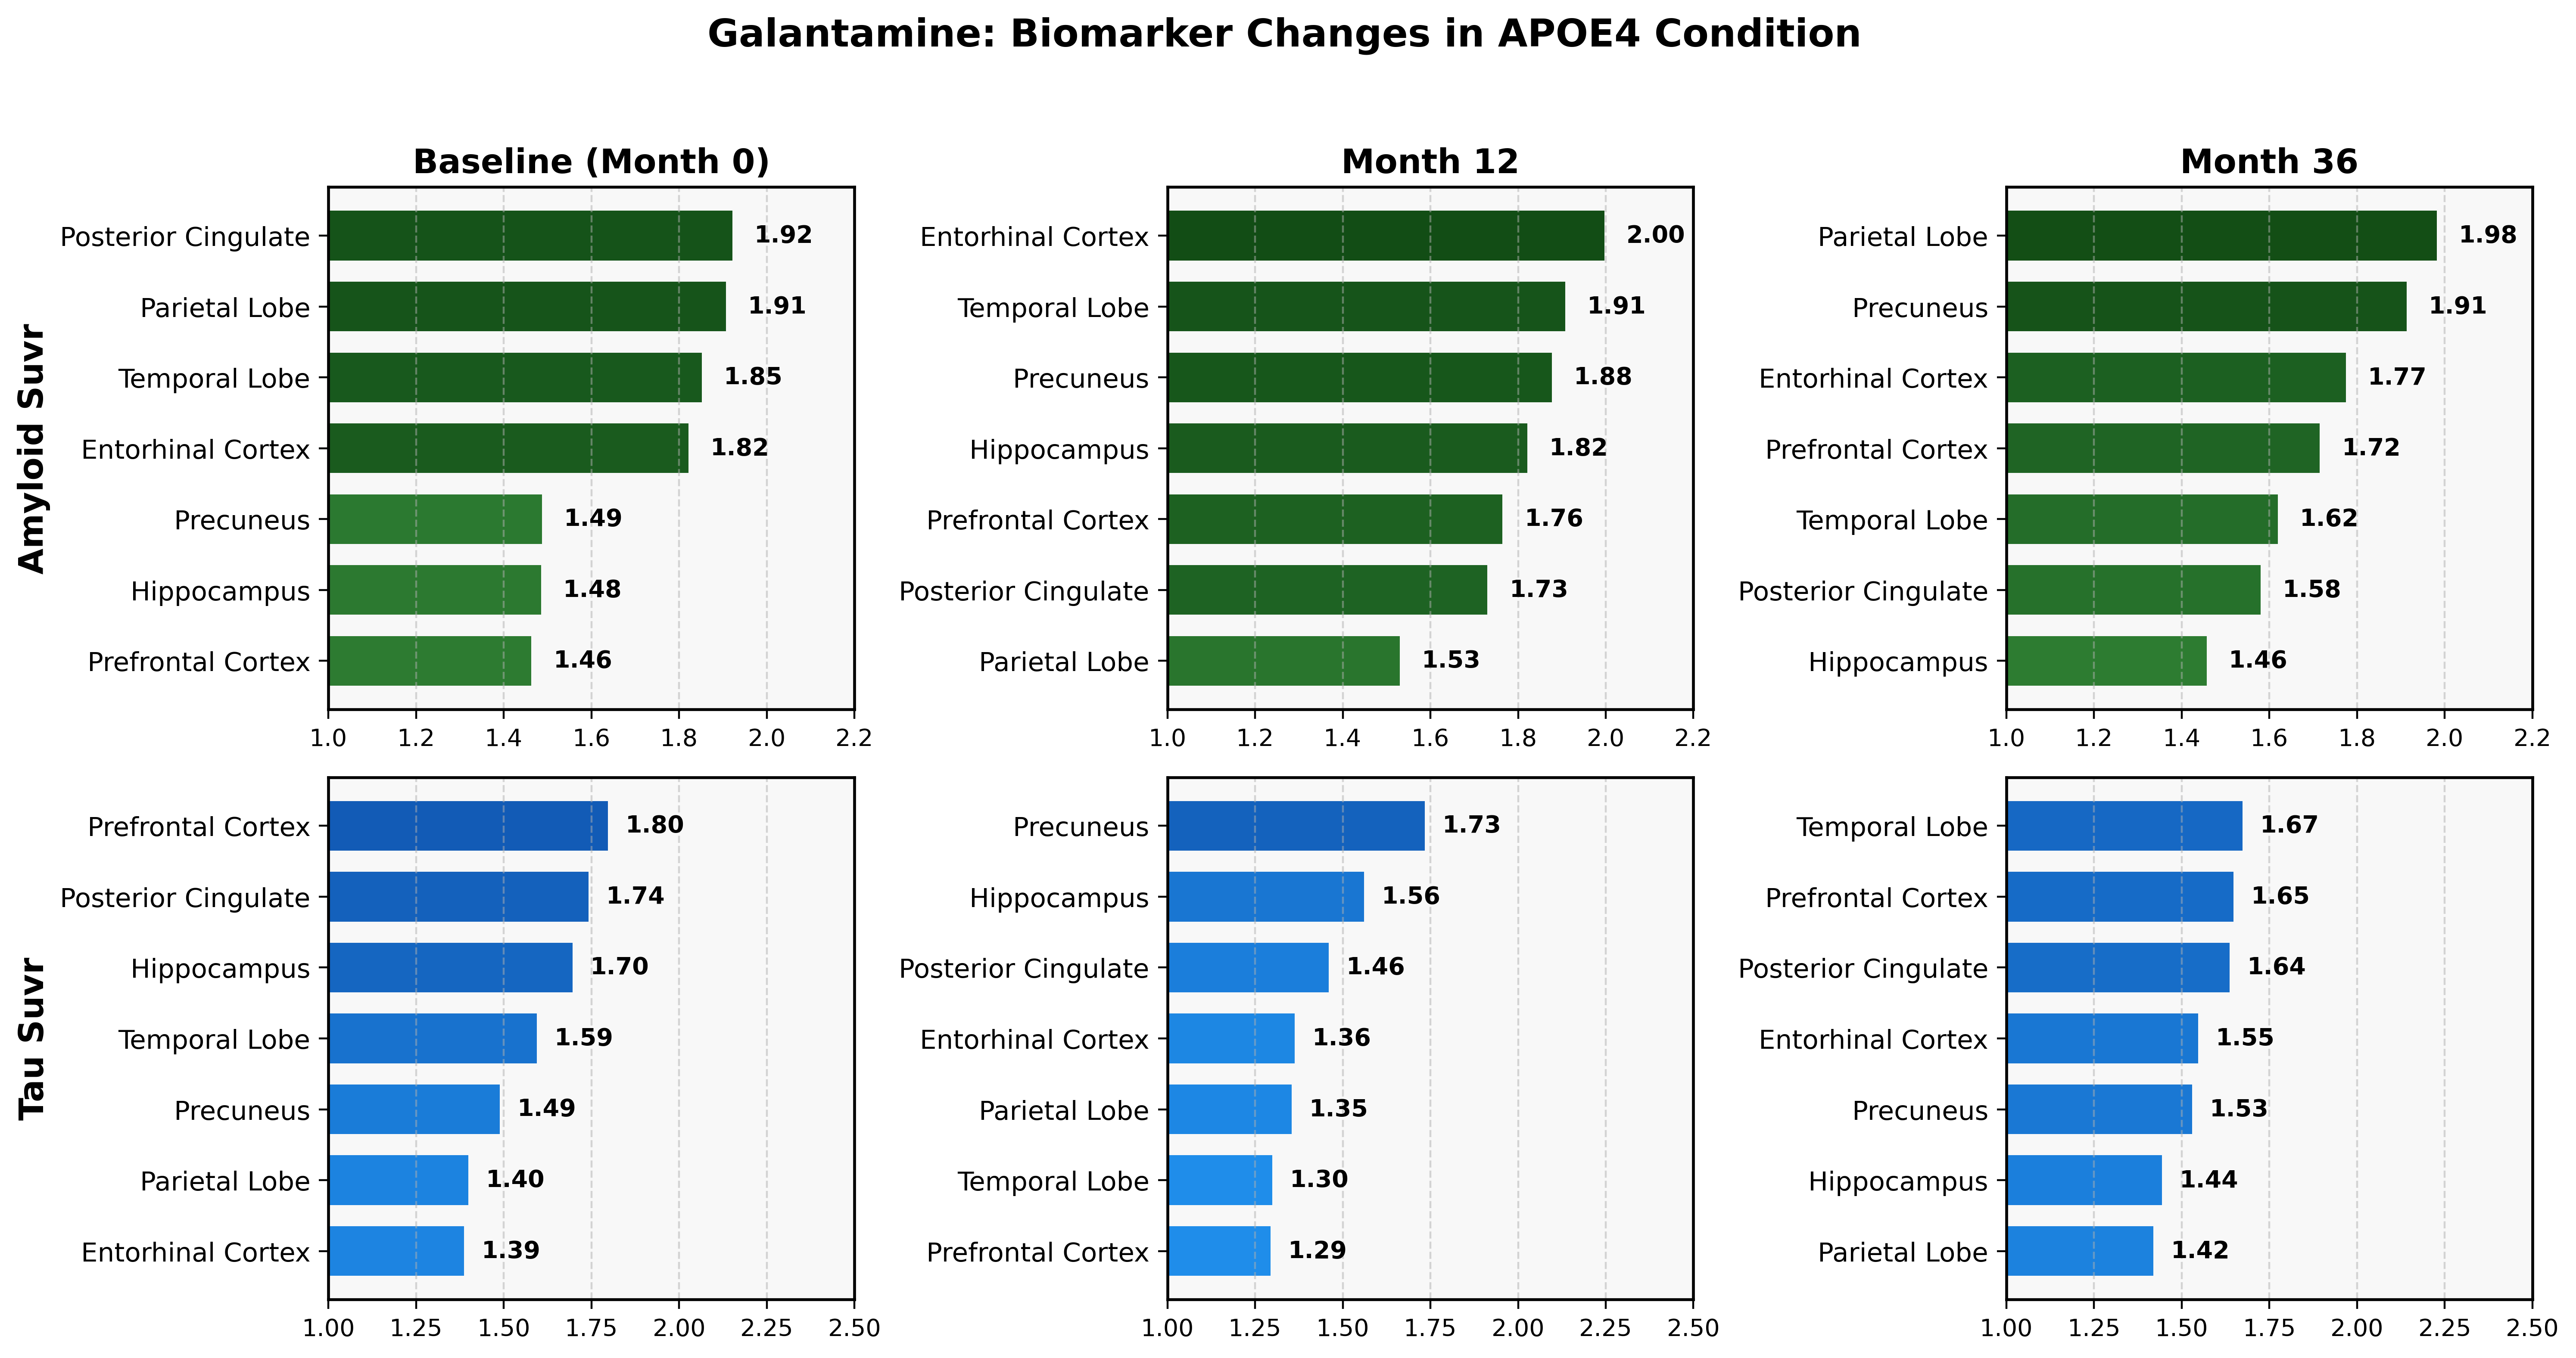 Galantamine: Biomarker Changes in APOE4 Condition
Amyloid Suvr
Baseline (Month 0)
Posterior Cingulate 1.92
Parietal Lobe 1.91
Temporal Lobe 1.85
Entorhinal Cortex 1.82
Precuneus 1.49
Hippocampus 1.48
Prefrontal Cortex 1.46
1.0 1.2 1.4 1.6 1.8 2.0 2.2
Month 12
Entorhinal Cortex 2.00
Temporal Lobe 1.91
Precuneus 1.88
Hippocampus 1.82
Prefrontal Cortex 1.76
Posterior Cingulate 1.73
Parietal Lobe 1.53
1.0 1.2 1.4 1.6 1.8 2.0 2.2
Month 36
Parietal Lobe 1.98
Precuneus 1.91
Entorhinal Cortex 1.77
Prefrontal Cortex 1.72
Temporal Lobe 1.62
Posterior Cingulate 1.58
Hippocampus 1.46
1.0 1.2 1.4 1.6 1.8 2.0 2.2
Tau Suvr
Prefrontal Cortex 1.80
Posterior Cingulate 1.74
Hippocampus 1.70
Temporal Lobe 1.59
Precuneus 1.49
Parietal Lobe 1.40
Entorhinal Cortex 1.39
1.00 1.25 1.50 1.75 2.00 2.25 2.50
Precuneus 1.73
Hippocampus 1.56
Posterior Cingulate 1.46
Entorhinal Cortex 1.36
Parietal Lobe 1.35
Temporal Lobe 1.30
Prefrontal Cortex 1.29
1.00 1.25 1.50 1.75 2.00 2.25 2.50
Temporal Lobe 1.67
Prefrontal Cortex 1.65
Posterior Cingulate 1.64
Entorhinal Cortex 1.55
Precuneus 1.53
Hippocampus 1.44
Parietal Lobe 1.42
1.00 1.25 1.50 1.75 2.00 2.25 2.50